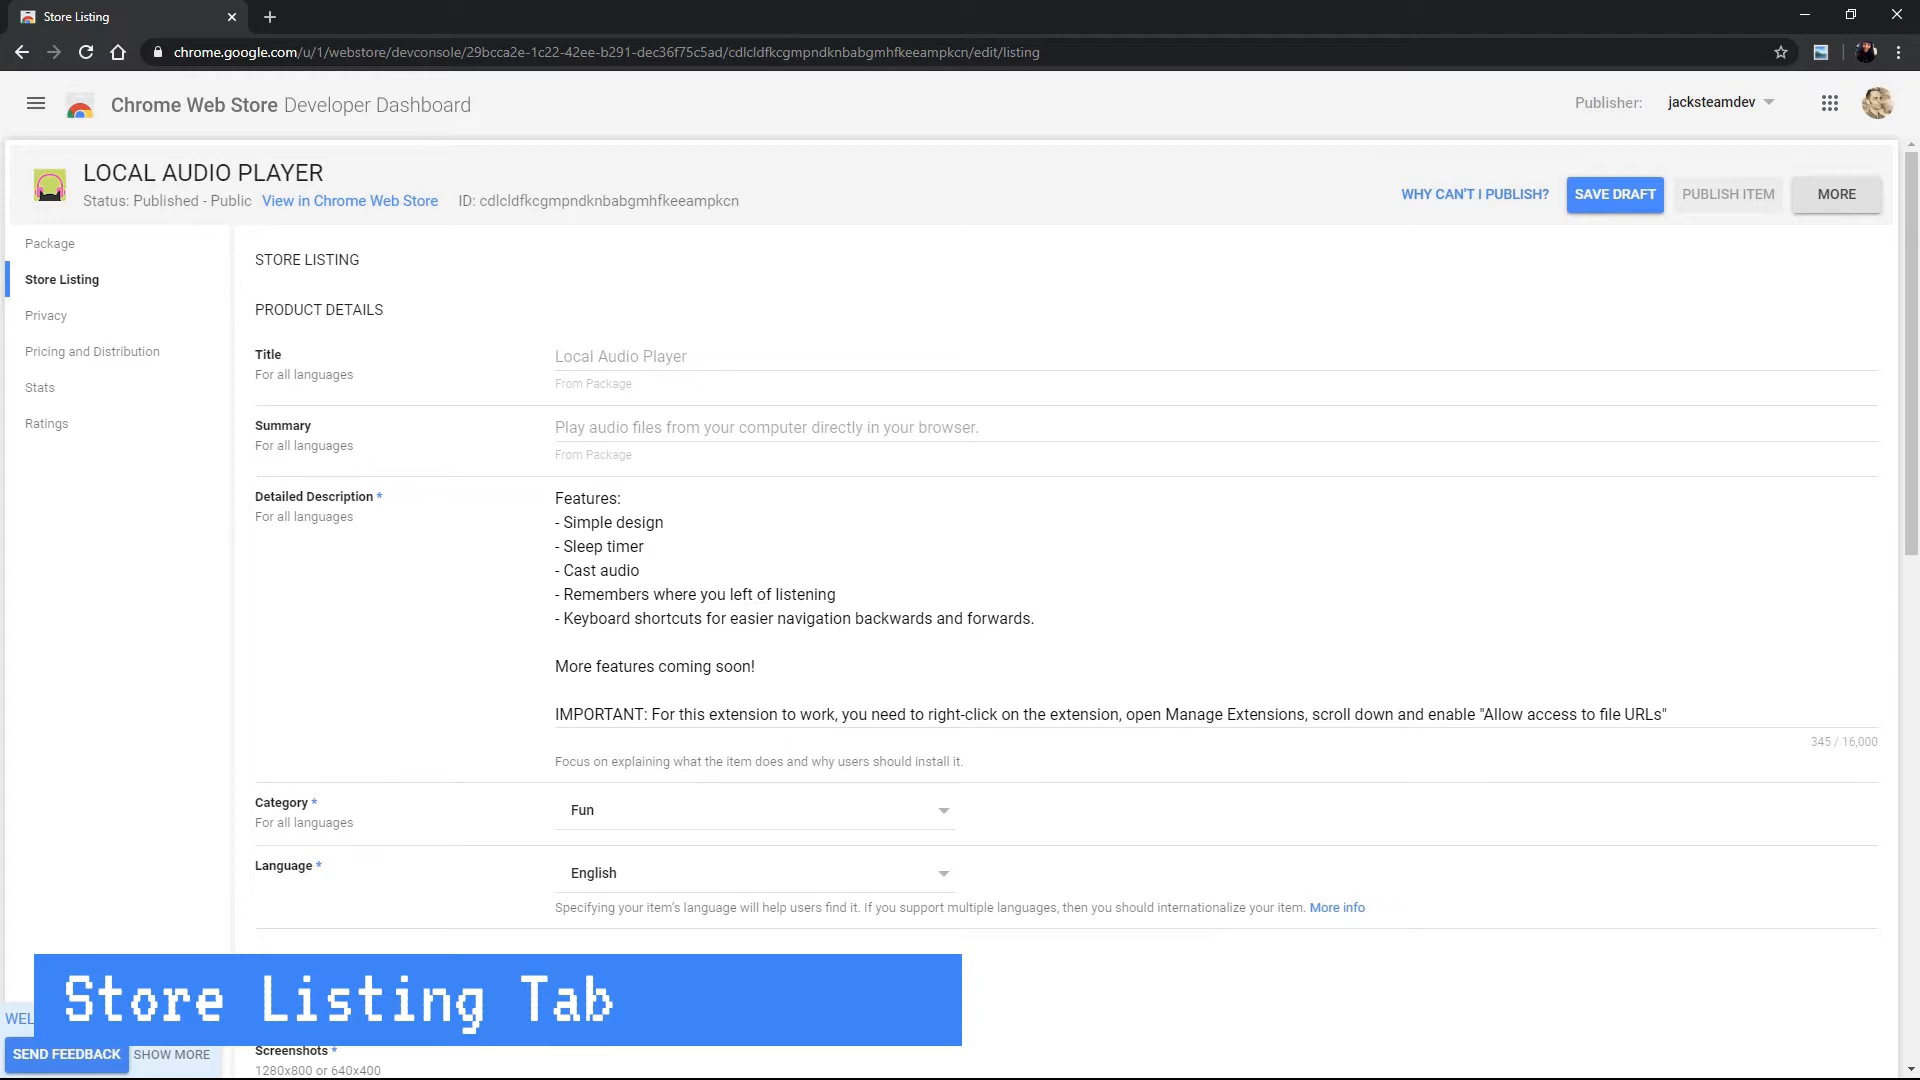 Store Listing
chrome.google.com/u/1/webstore/devconsole/29bcca2e-1c22-42ee-b291-dec36f75c5ad/cdlcldfkcgmpndknbabgmhfkeeampkcn/edit/listing
Chrome Web Store Developer Dashboard
Publisher: jacksteamdev
LOCAL AUDIO PLAYER
Status: Published - Public View in Chrome Web Store ID: cdlcldfkcgmpndknbabgmhfkeeampkcn
WHY CAN'T I PUBLISH? SAVE DRAFT PUBLISH ITEM MORE
Package
Store Listing
Privacy
Pricing and Distribution
Stats
Ratings
STORE LISTING
PRODUCT DETAILS
Title
For all languages
Local Audio Player
From Package
Summary
For all languages
Play audio files from your computer directly in your browser.
From Package
Detailed Description *
For all languages
Features:
- Simple design
- Sleep timer
- Cast audio
- Remembers where you left of listening
- Keyboard shortcuts for easier navigation backwards and forwards.
More features coming soon!
IMPORTANT: For this extension to work, you need to right-click on the extension, open Manage Extensions, scroll down and enable "Allow access to file URLs"
345 / 16,000
Focus on explaining what the item does and why users should install it.
Category *
For all languages
Fun
Language *
English
Specifying your item's language will help users find it. If you support multiple languages, then you should internationalize your item. More info
Store Listing Tab
WEL
SEND FEEDBACK SHOW MORE
Screenshots *
1280x800 or 640x400